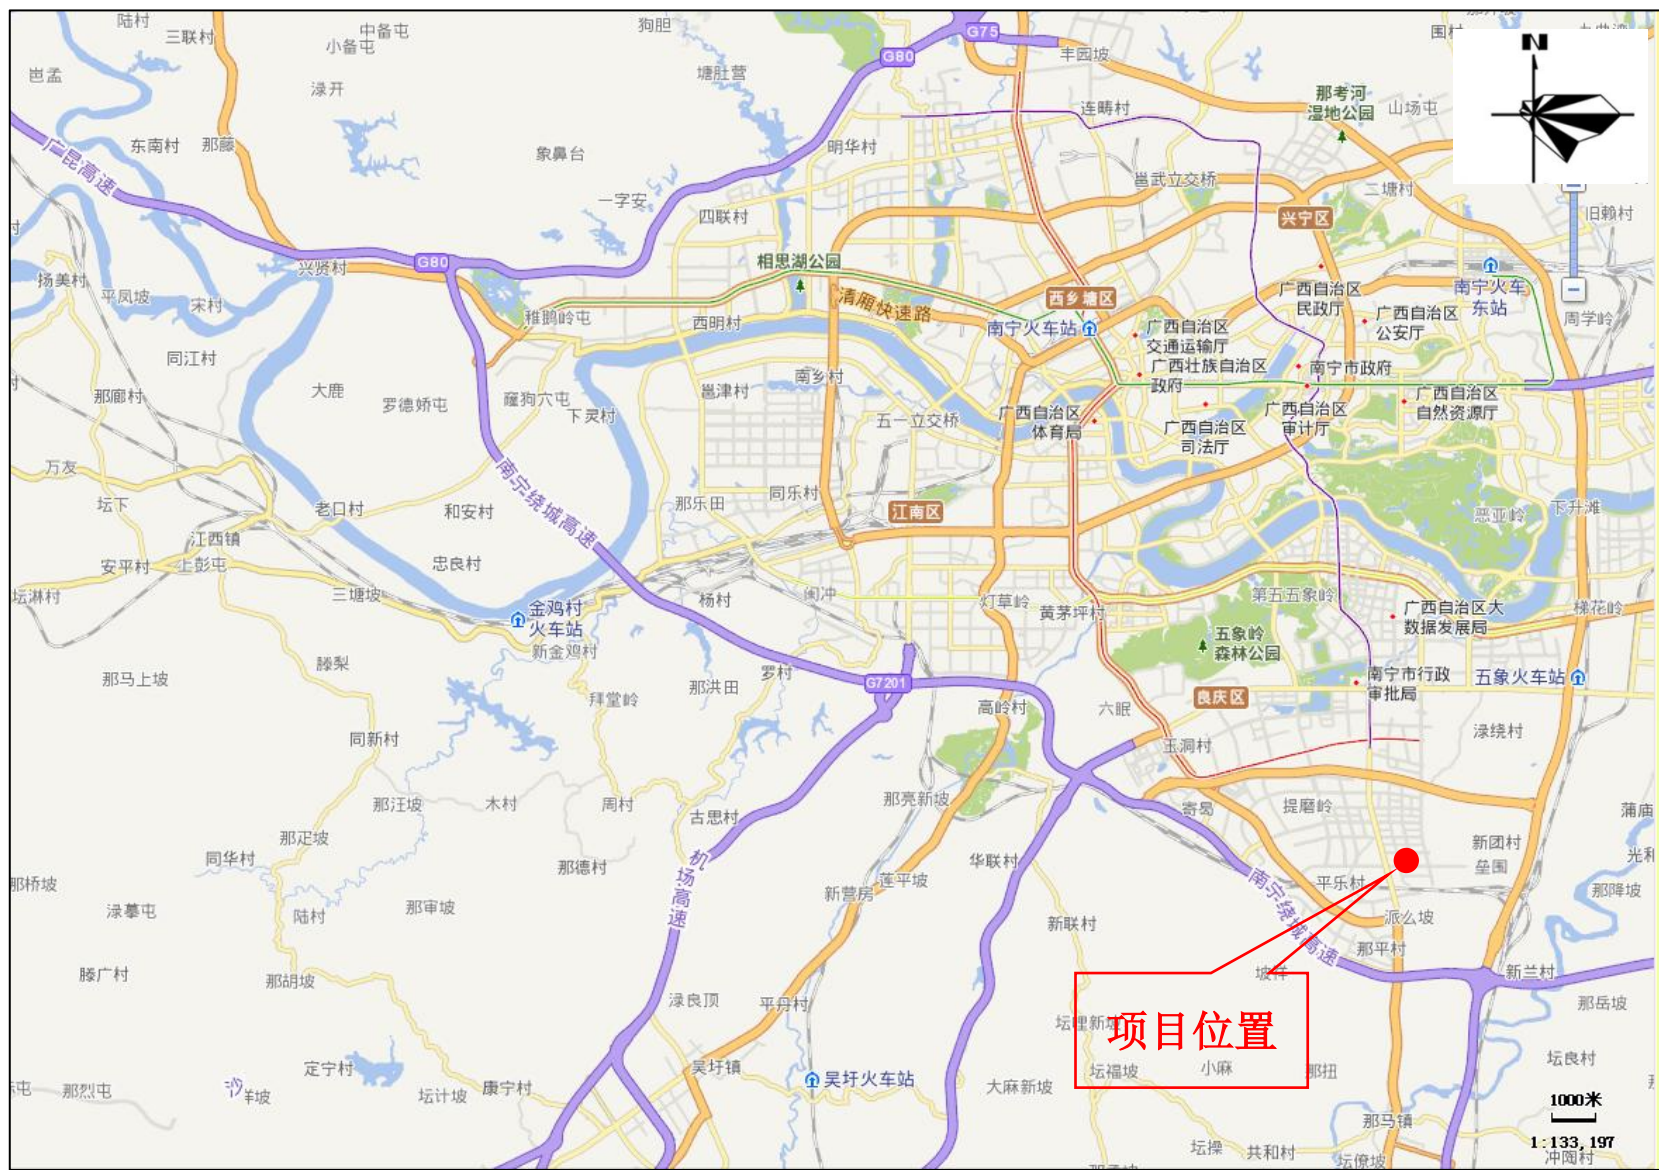 陆村
中备屯
狗胆
三联村
小备屯
G75
丰园坡
N
岜孟
渌开
塘肚营
G80
连畴村
那考河
湿地公园
山场屯
广昆高速
东南村
那藤
象鼻台
明华村
邕武立交桥
二塘村
一字安
四联村
兴宁区
旧赖村
扬美村
兴贤村
G80
相思湖公园
西乡塘区
广西自治区
民政厅
南宁火车
东站
平凤坡
宋村
稚鹅岭屯
西明村
清厢快速路
南宁火车站
广西自治区
交通运输厅
广西自治区
公安厅
周学岭
同江村
大鹿
南乡村
广西壮族自治区
政府
南宁市政府
那廊村
罗德娇屯
下灵村
邕津村
五一立交桥
广西自治区
体育局
广西自治区
司法厅
广西自治区
审计厅
广西自治区
自然资源厅
万友
坛下
老口村
和安村
南宁绕城高速
那乐田
同乐村
江南区
恶亚岭
下升滩
江西镇
安平村
上彭屯
忠良村
坛淋村
三塘坡
金鸡村
火车站
杨村
灯草岭
黄茅坪村
第五五象岭
广西自治区大
数据发展局
梯花岭
新金鸡村
五象岭
森林公园
那马上坡
滕梨
拜堂岭
那洪田
罗村
G7201
高岭村
六眠
良庆区
南宁市行政
审批局
五象火车站
同新村
玉洞村
渌绕村
那汪坡
木村
周村
古思村
那亮新坡
寄曷
提磨岭
那疋坡
同华村
那德村
机场高速
华联村
新团村
垒围
那桥坡
渌摹屯
陆村
那审坡
新营房
莲平坡
新联村
南宁绕城高速
平乐村
那降坡
派么坡
那平村
滕广村
那胡坡
渌良顶
平丹村
新兰村
那岳坡
项目位置
定宁村
吴圩镇
吴圩火车站
坛福坡
小麻
坛良村
那烈屯
坛计坡
康宁村
大麻新坡
1000米
那马镇
1:133,197
坛操
共和村
坛僚坡
冲陶村